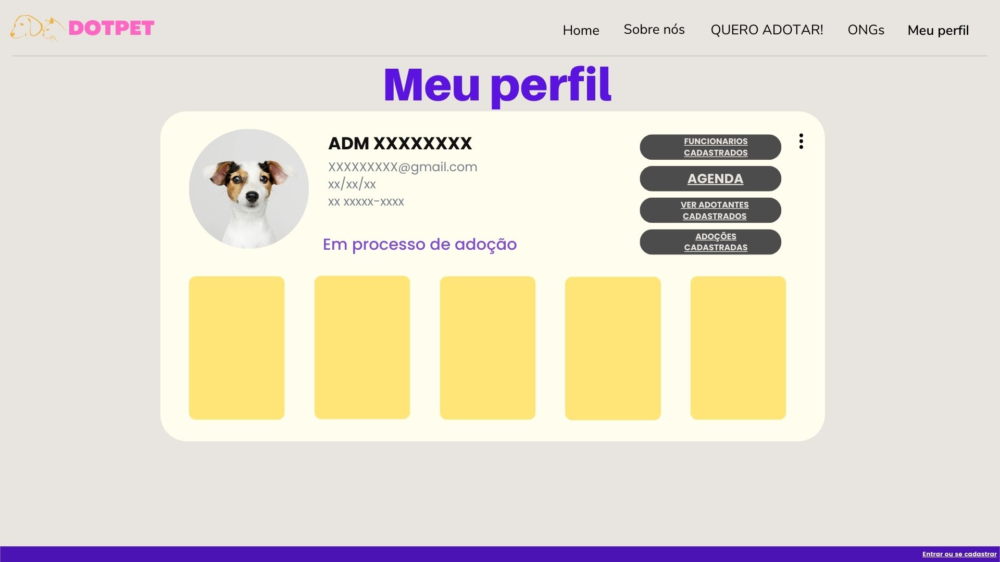 DOTPET
Home Sobre nós QUERO ADOTAR! ONGs Meu perfil
Meu perfil
ADM XXXXXXXX
XXXXXXXXX@gmail.com
xx/xx/xx
xx xxxxx-xxxx
FUNCIONARIOS
CADASTRADOS
AGENDA
VER ADOTANTES
CADASTRADOS
ADOÇÕES
CADASTRADAS
Em processo de adoção
Entrar ou se cadastrar